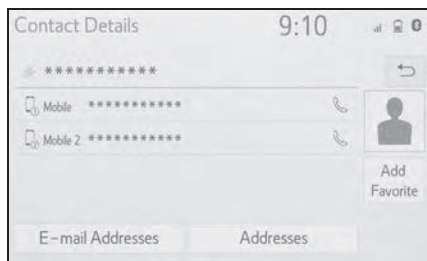 Contact Details 9:10
***********
Mobile ***********
Mobile 2 ***********
Add
Favorite
E-mail Addresses Addresses